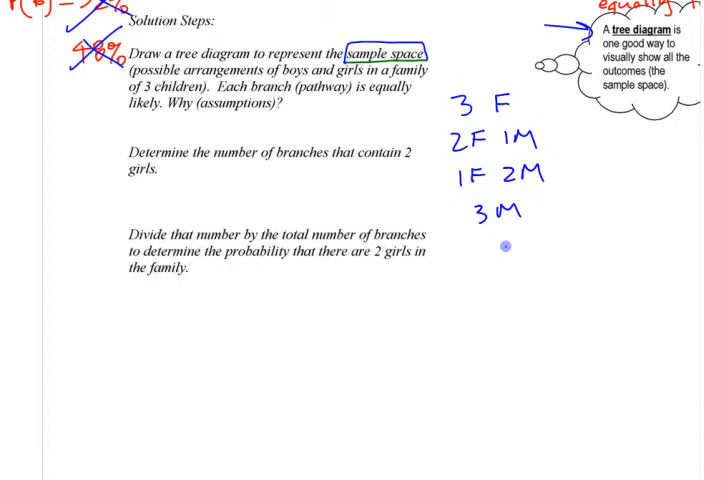 Solution Steps:
48%
Draw a tree diagram to represent the sample space
(possible arrangements of boys and girls in a family
of 3 children). Each branch (pathway) is equally
likely. Why (assumptions)?
Determine the number of branches that contain 2
girls.
Divide that number by the total number of branches
to determine the probability that there are 2 girls in
the family.
3 F
2F 1M
1F 2M
3 M
equally
A tree diagram is
one good way to
visually show all the
outcomes (the
sample space).